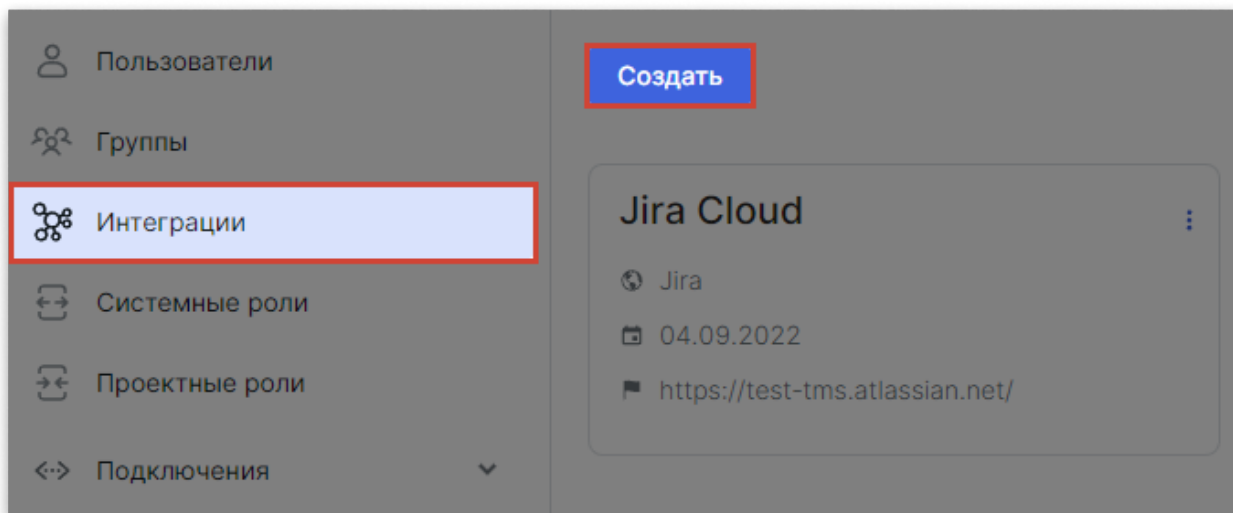 Пользователи
Группы
Интеграции
Системные роли
Проектные роли
Подключения
Создать
Jira Cloud
Jira
04.09.2022
https://test-tms.atlassian.net/